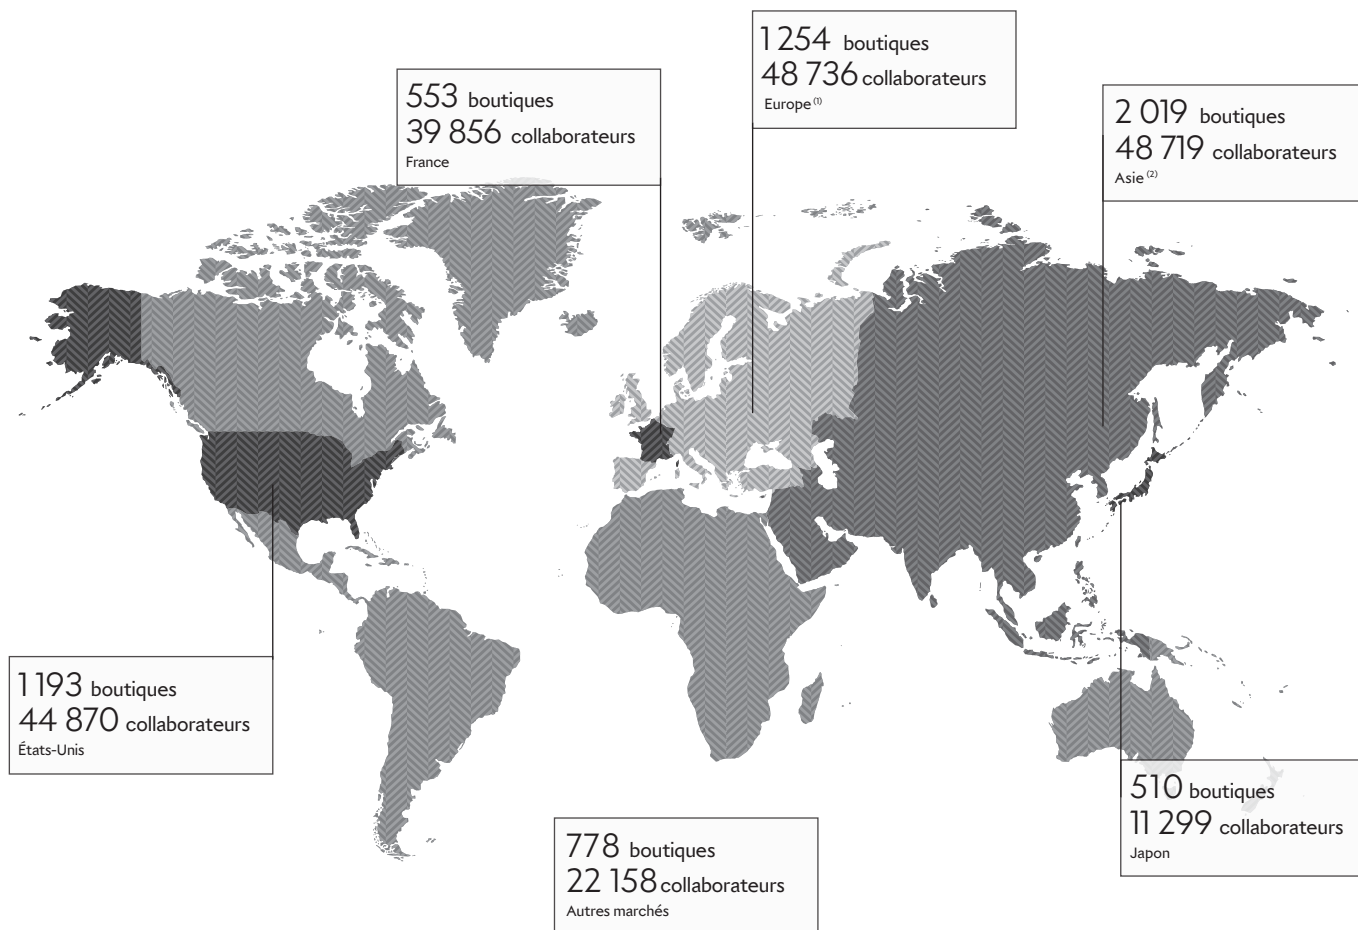 1 254 boutiques
48 736 collaborateurs
Europe (1)
553 boutiques
39 856 collaborateurs
France
2 019 boutiques
48 719 collaborateurs
Asie (2)
1 193 boutiques
44 870 collaborateurs
États-Unis
510 boutiques
11 299 collaborateurs
Japon
778 boutiques
22 158 collaborateurs
Autres marchés